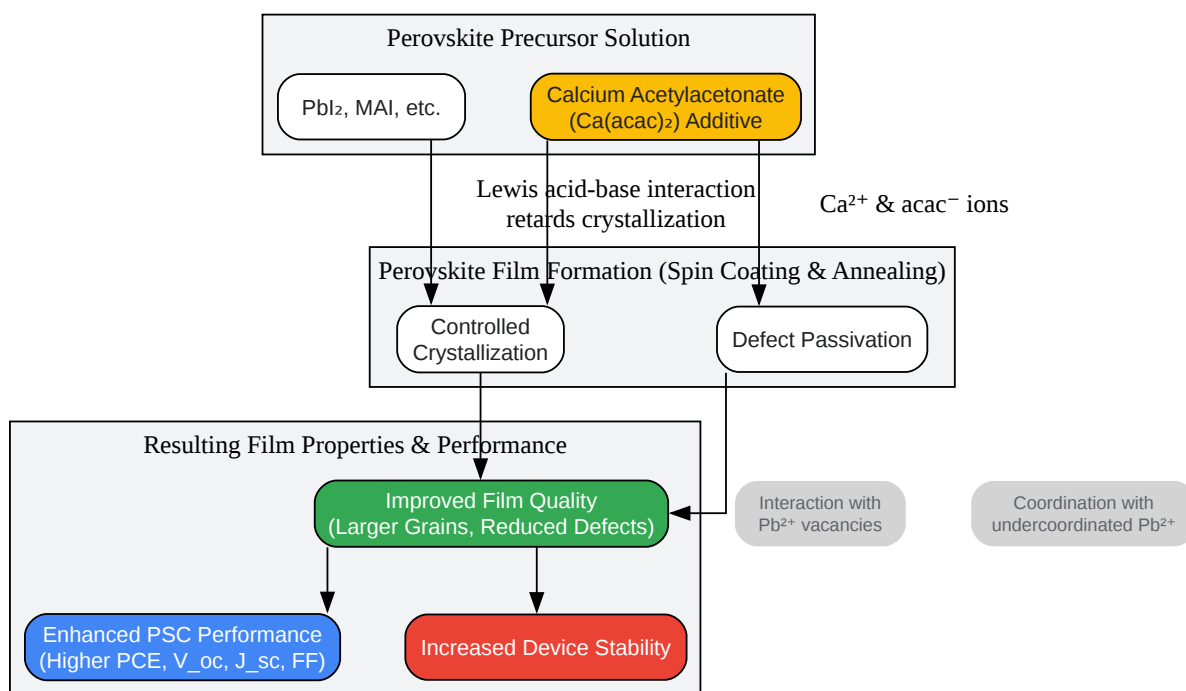 Perovskite Precursor Solution
PbI₂, MAI, etc.
Calcium Acetylacetonate
(Ca(acac)₂) Additive
Lewis acid-base interaction
retards crystallization
Ca²⁺ & acac⁻ ions
Perovskite Film Formation (Spin Coating & Annealing)
Controlled
Crystallization
Defect Passivation
Resulting Film Properties & Performance
Improved Film Quality
(Larger Grains, Reduced Defects)
Interaction with
Pb²⁺ vacancies
Coordination with
undercoordinated Pb²⁺
Enhanced PSC Performance
(Higher PCE, V_oc, J_sc, FF)
Increased Device Stability